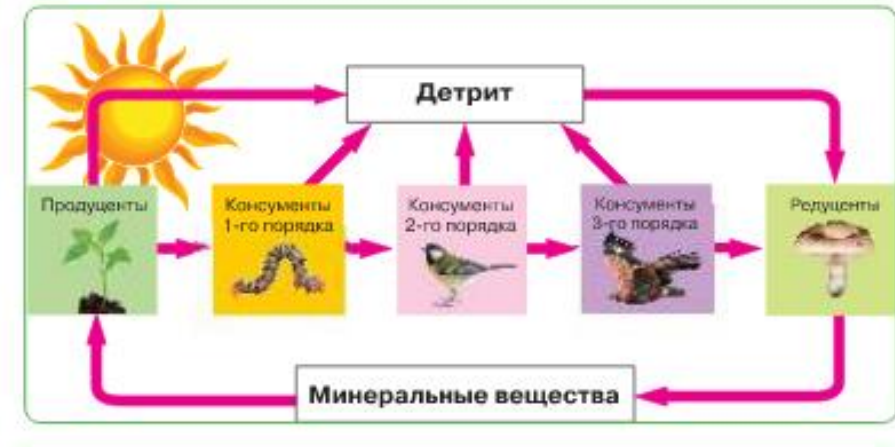 Детрит
Продуценты
Консументы
1-го порядка
Консументы
2-го порядка
Консументы
3-го порядка
Редуценты
Минеральные вещества